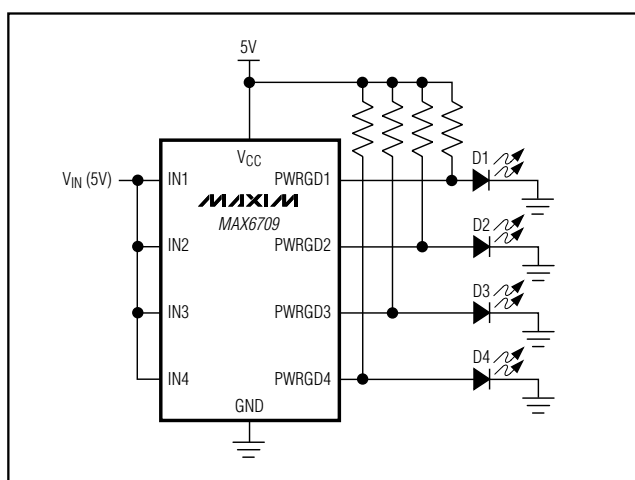 5V
VCC
VIN (5V)
IN1
MAXIM
MAX6709
PWRGD1
D1
IN2
PWRGD2
D2
IN3
PWRGD3
D3
IN4
PWRGD4
D4
GND